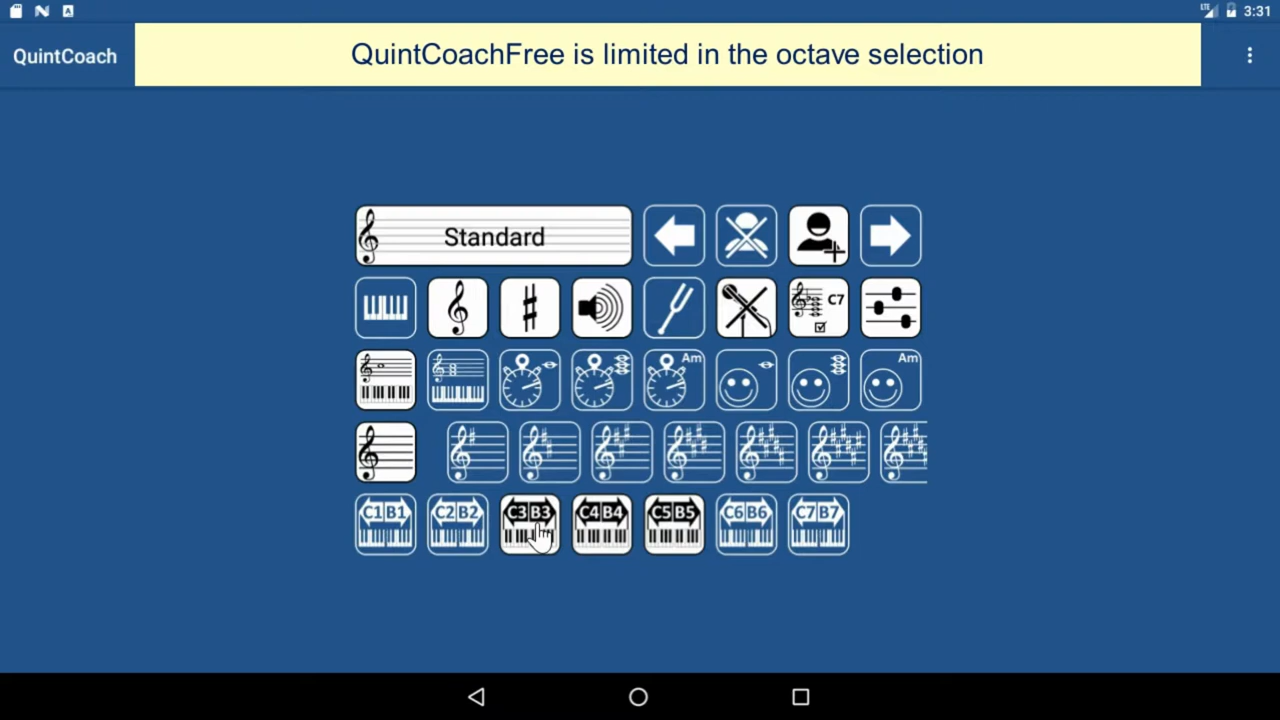 LTE 3:31
QuintCoach
QuintCoachFree is limited in the octave selection
Standard
C7
Am Am
C1 B1 C2 B2 C3 B3 C4 B4 C5 B5 C6 B6 C7 B7